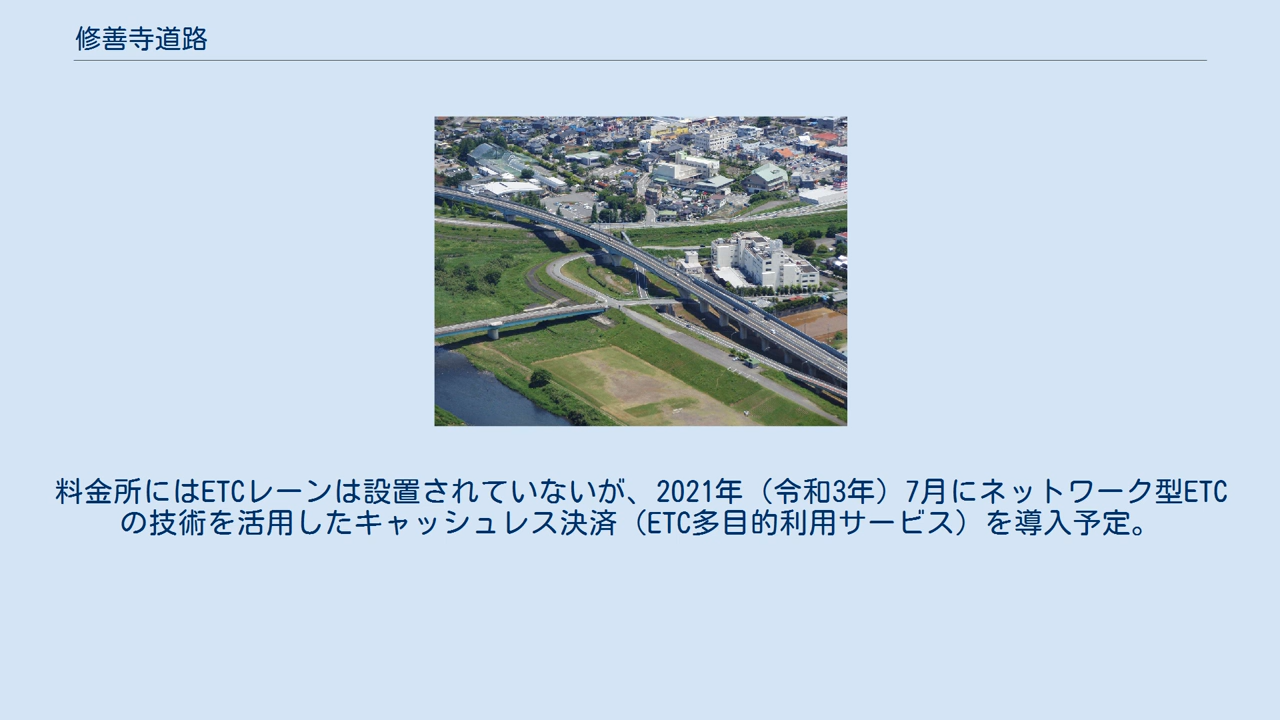 修善寺道路
料金所にはETCレーンは設置されていないが、2021年（令和3年）7月にネットワーク型ETC
の技術を活用したキャッシュレス決済（ETC多目的利用サービス）を導入予定。